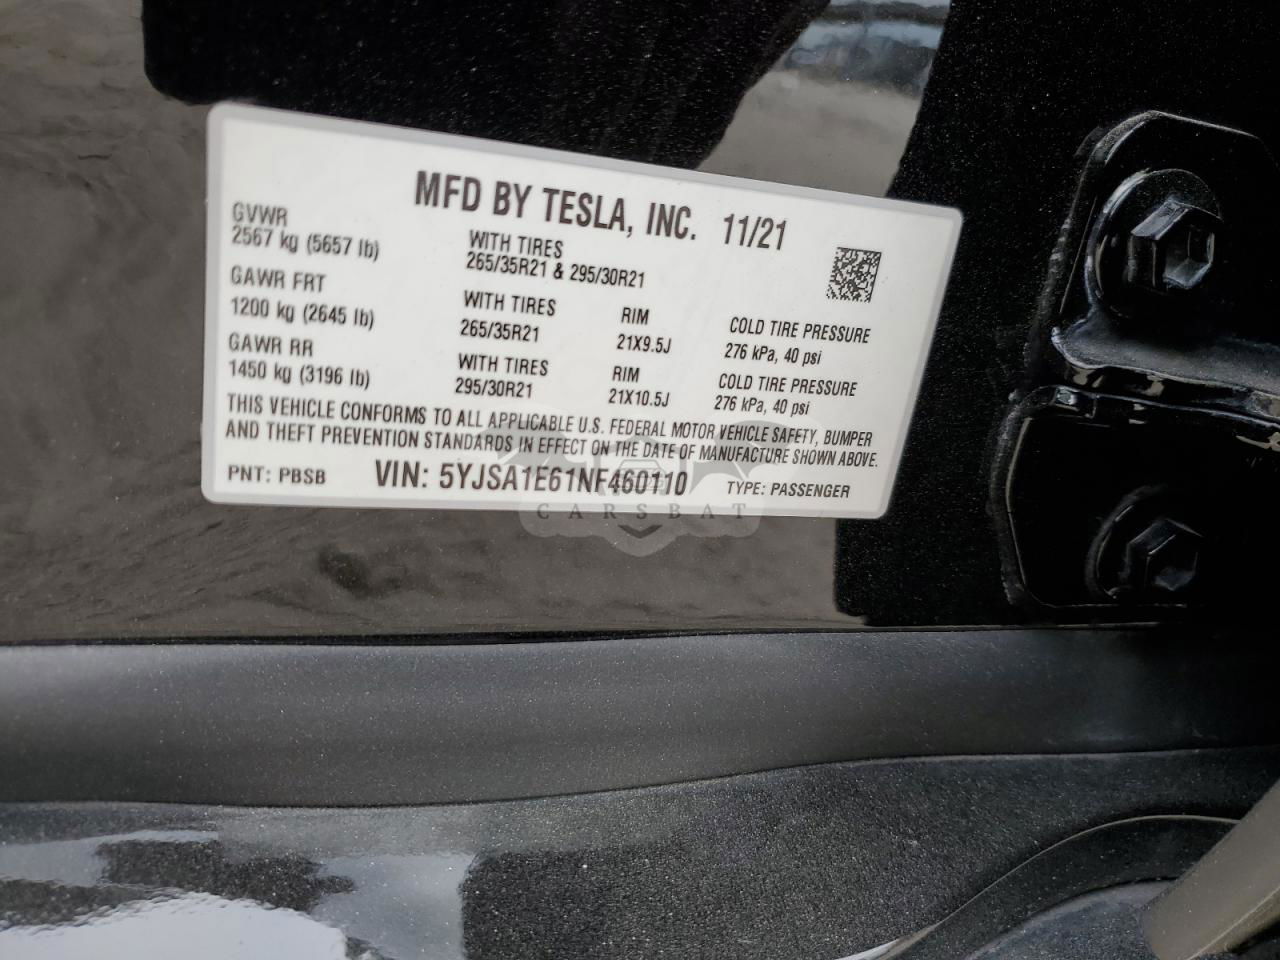 MFD BY TESLA, INC. 11/21
GVWR
2567 kg (5657 lb) WITH TIRES
265/35R21 & 295/30R21
GAWR FRT WITH TIRES RIM COLD TIRE PRESSURE
1200 kg (2645 lb) 265/35R21 21X9.5J 276 kPa, 40 psi
GAWR RR WITH TIRES RIM COLD TIRE PRESSURE
1450 kg (3196 lb) 295/30R21 21X10.5J 276 kPa, 40 psi
THIS VEHICLE CONFORMS TO ALL APPLICABLE U.S. FEDERAL MOTOR VEHICLE SAFETY, BUMPER
AND THEFT PREVENTION STANDARDS IN EFFECT ON THE DATE OF MANUFACTURE SHOWN ABOVE.
PNT: PBSB VIN: 5YJSA1E61NF460110 TYPE: PASSENGER
CARSBAT